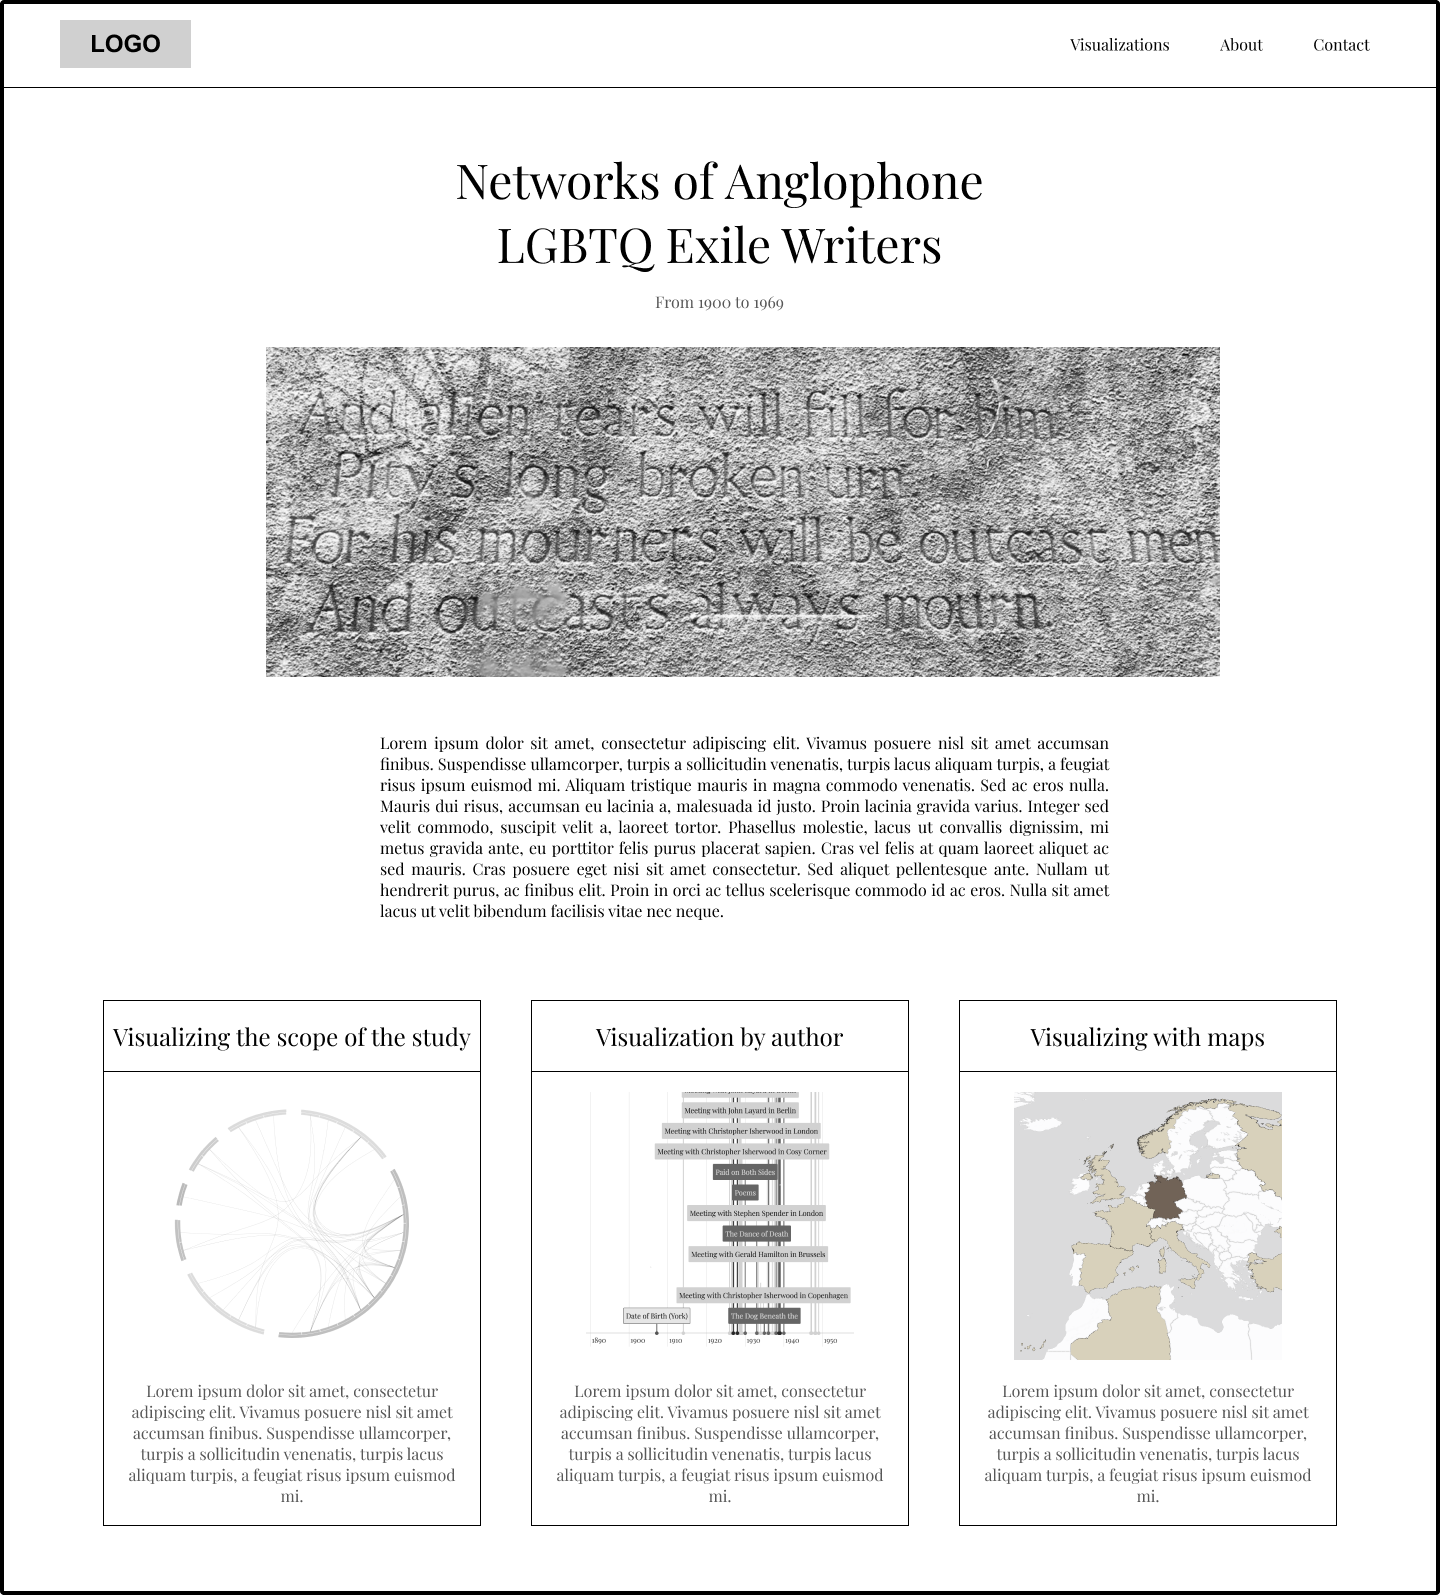 LOGO
Visualizations About Contact
Networks of Anglophone
LGBTQ Exile Writers
From 1900 to 1969
And alien tears will fill for him
Pity's long broken urn.
For his mourners will be outcast men
And outcasts always mourn.
Lorem ipsum dolor sit amet, consectetur adipiscing elit. Vivamus posuere nisl sit amet accumsan
finibus. Suspendisse ullamcorper, turpis a sollicitudin venenatis, turpis lacus aliquam turpis, a feugiat
risus ipsum euismod mi. Aliquam tristique mauris in magna commodo venenatis. Sed ac eros nulla.
Mauris dui risus, accumsan eu lacinia a, malesuada id justo. Proin lacinia gravida varius. Integer sed
velit commodo, suscipit velit a, laoreet tortor. Phasellus molestie, lacus ut convallis dignissim, mi
metus gravida ante, eu porttitor felis purus placerat sapien. Cras vel felis at quam laoreet aliquet ac
sed mauris. Cras posuere eget nisi sit amet consectetur. Sed aliquet pellentesque ante. Nullam ut
hendrerit purus, ac finibus elit. Proin in orci ac tellus scelerisque commodo id ac eros. Nulla sit amet
lacus ut velit bibendum facilisis vitae nec neque.
Visualizing the scope of the study
Lorem ipsum dolor sit amet, consectetur
adipiscing elit. Vivamus posuere nisl sit amet
accumsan finibus. Suspendisse ullamcorper,
turpis a sollicitudin venenatis, turpis lacus
aliquam turpis, a feugiat risus ipsum euismod
mi.
Visualization by author
Meeting with John Layard in Berlin
Meeting with Christopher Isherwood in London
Meeting with Christopher Isherwood in Cosy Corner
Paid on Both Sides
Poems
Meeting with Stephen Spender in London
The Dance of Death
Meeting with Gerald Hamilton in Brussels
Meeting with Christopher Isherwood in Copenhagen
Date of Birth (York) The Dog Beneath the
1890 1900 1910 1920 1930 1940 1950
Lorem ipsum dolor sit amet, consectetur
adipiscing elit. Vivamus posuere nisl sit amet
accumsan finibus. Suspendisse ullamcorper,
turpis a sollicitudin venenatis, turpis lacus
aliquam turpis, a feugiat risus ipsum euismod
mi.
Visualizing with maps
Lorem ipsum dolor sit amet, consectetur
adipiscing elit. Vivamus posuere nisl sit amet
accumsan finibus. Suspendisse ullamcorper,
turpis a sollicitudin venenatis, turpis lacus
aliquam turpis, a feugiat risus ipsum euismod
mi.